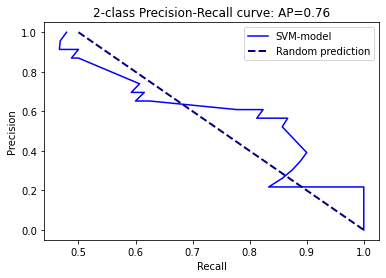 2-class Precision-Recall curve: AP=0.76
SVM-model
Random prediction
Precision
1.0
0.8
0.6
0.4
0.2
0.0
0.5 0.6 0.7 0.8 0.9 1.0
Recall